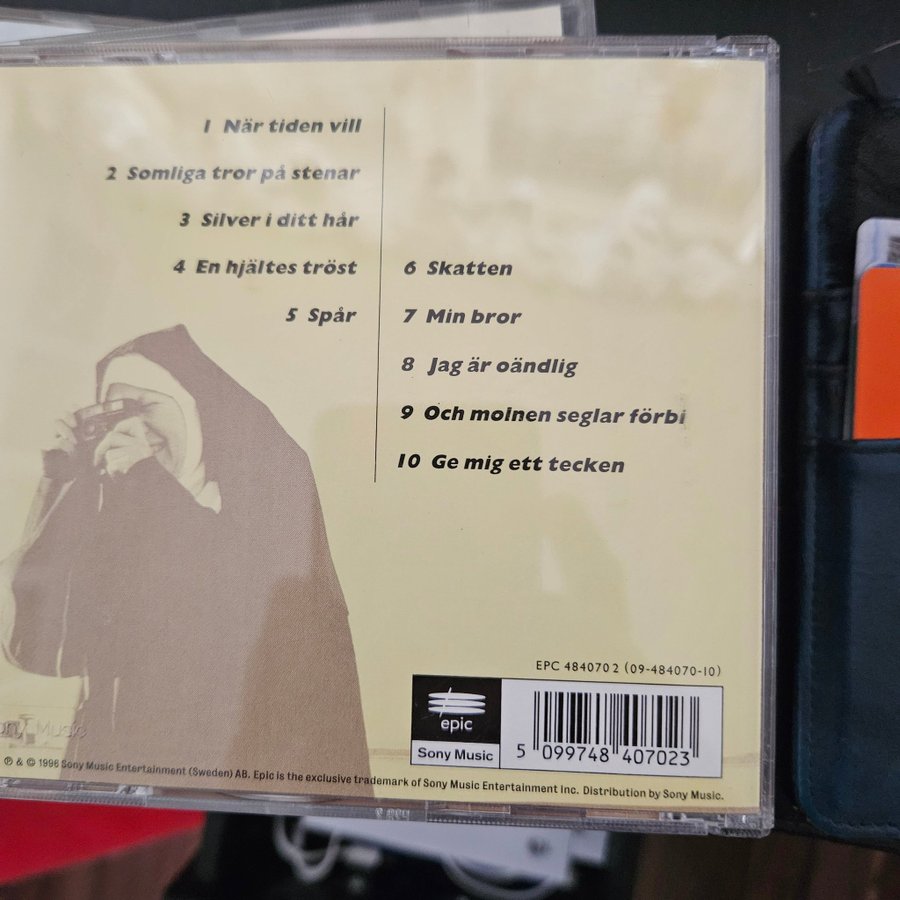 1 När tiden vill
2 Somliga tror på stenar
3 Silver i ditt hår
4 En hjältes tröst
5 Spår
6 Skatten
7 Min bror
8 Jag är oändlig
9 Och molnen seglar förbi
10 Ge mig ett tecken
EPC 484070 2 (09-484070-10)
epic
Sony Music
5 099748 407023
Music
℗ & © 1996 Sony Music Entertainment (Sweden) AB. Epic is the exclusive trademark of Sony Music Entertainment Inc. Distribution by Sony Music.